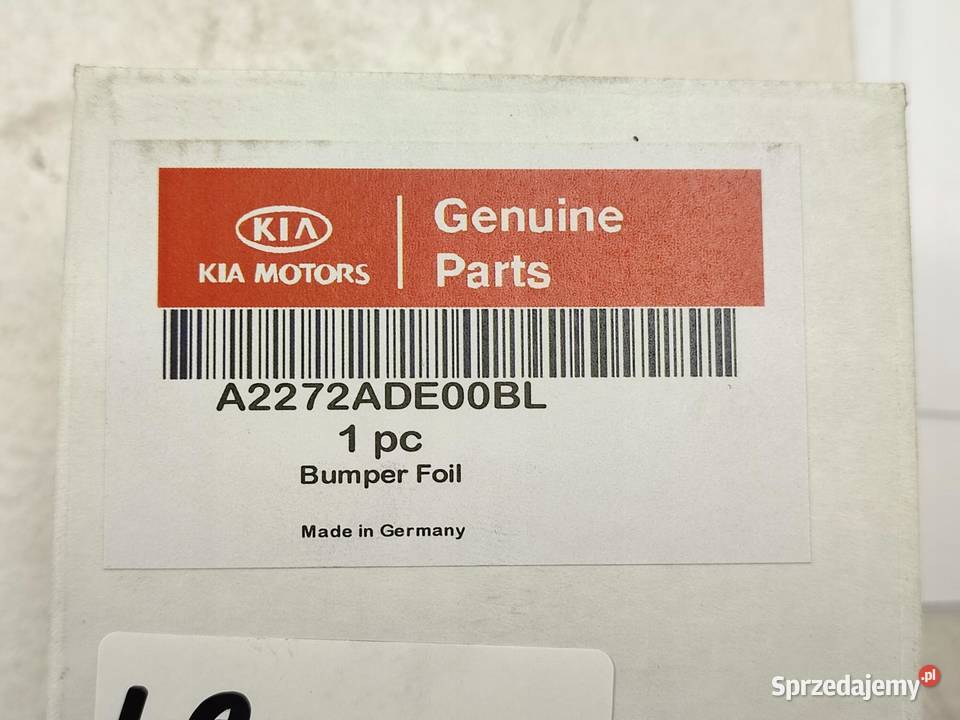 KIA
KIA MOTORS
Genuine
Parts
A2272ADE00BL
1 pc
Bumper Foil
Made in Germany
Sprzedajemy.pl